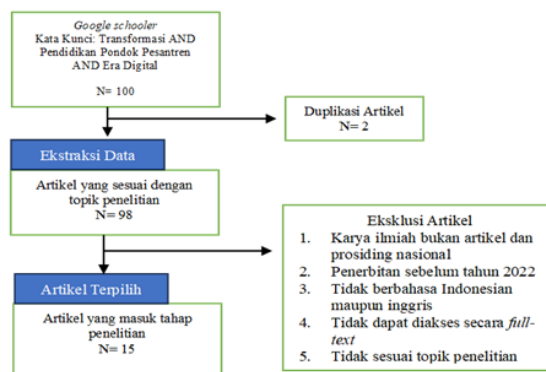 Google schooler
Kata Kunci: Transformasi AND
Pendidikan Pondok Pesantren
AND Era Digital
N= 100
Duplikasi Artikel
N= 2
Ekstraksi Data
Artikel yang sesuai dengan
topik penelitian
N= 98
Eksklusi Artikel
1. Karya ilmiah bukan artikel dan
prosiding nasional
2. Penerbitan sebelum tahun 2022
3. Tidak berbahasa Indonesian
maupun inggris
4. Tidak dapat diakses secara full-
text
5. Tidak sesuai topik penelitian
Artikel Terpilih
Artikel yang masuk tahap
penelitian
N= 15